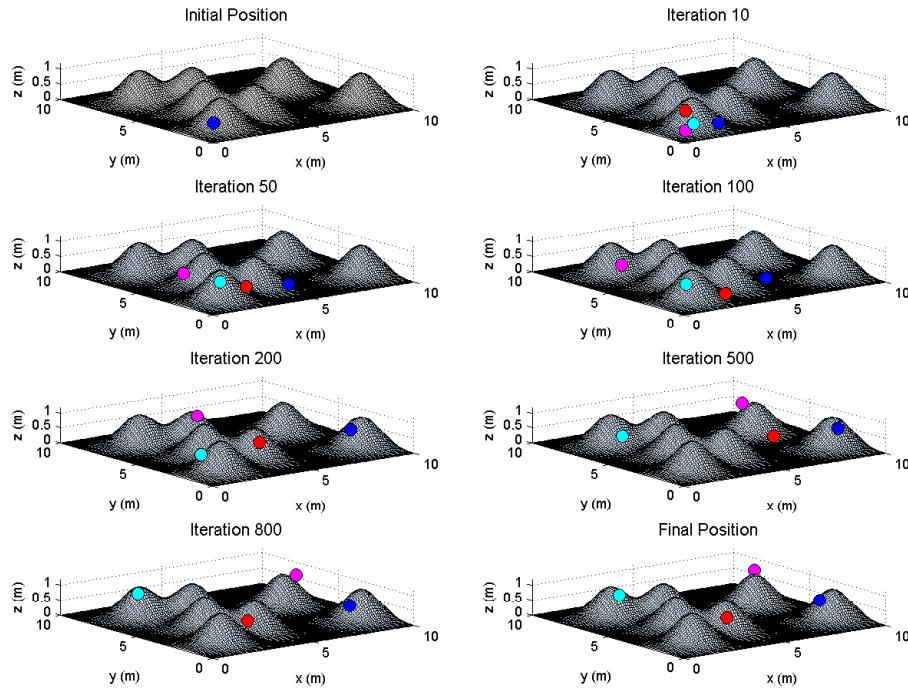 Initial Position
1
0.5
0
z (m)
10
5
0
y (m)
0
5
10
x (m)
Iteration 10
1
0.5
0
z (m)
10
5
0
y (m)
0
5
10
x (m)
Iteration 50
1
0.5
0
z (m)
10
5
0
y (m)
0
5
10
x (m)
Iteration 100
1
0.5
0
z (m)
10
5
0
y (m)
0
5
10
x (m)
Iteration 200
1
0.5
0
z (m)
10
5
0
y (m)
0
5
10
x (m)
Iteration 500
1
0.5
0
z (m)
10
5
0
y (m)
0
5
10
x (m)
Iteration 800
1
0.5
0
z (m)
10
5
0
y (m)
0
5
10
x (m)
Final Position
1
0.5
0
z (m)
10
5
0
y (m)
0
5
10
x (m)